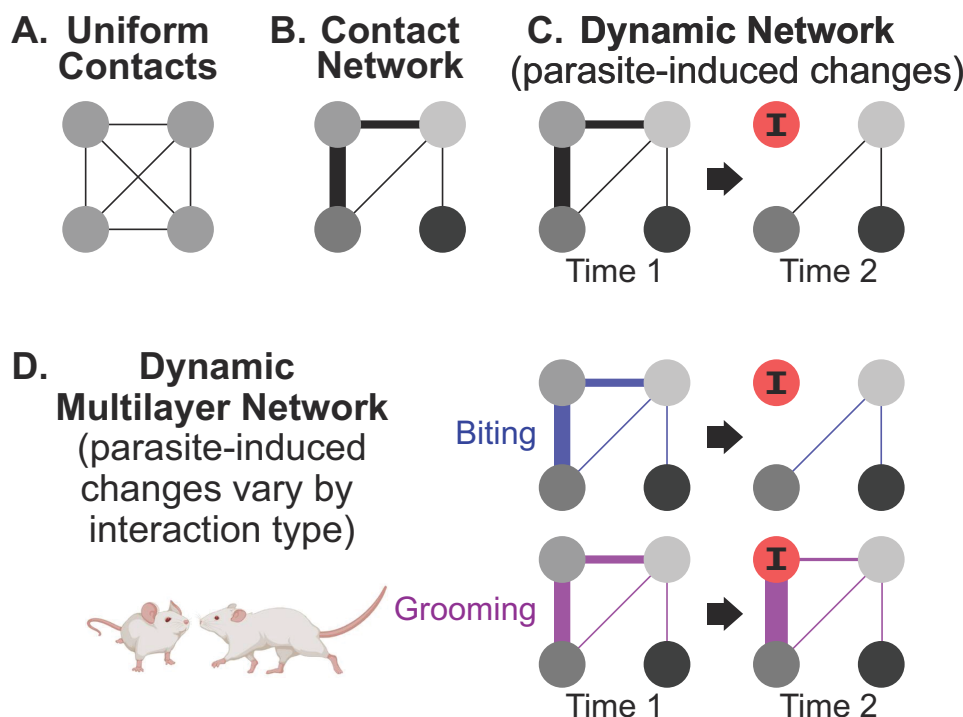 A. Uniform
Contacts
B. Contact
Network
C. Dynamic Network
(parasite-induced changes)
I
Time 1
Time 2
D. Dynamic
Multilayer Network
(parasite-induced
changes vary by
interaction type)
Biting
I
Grooming
I
Time 1
Time 2